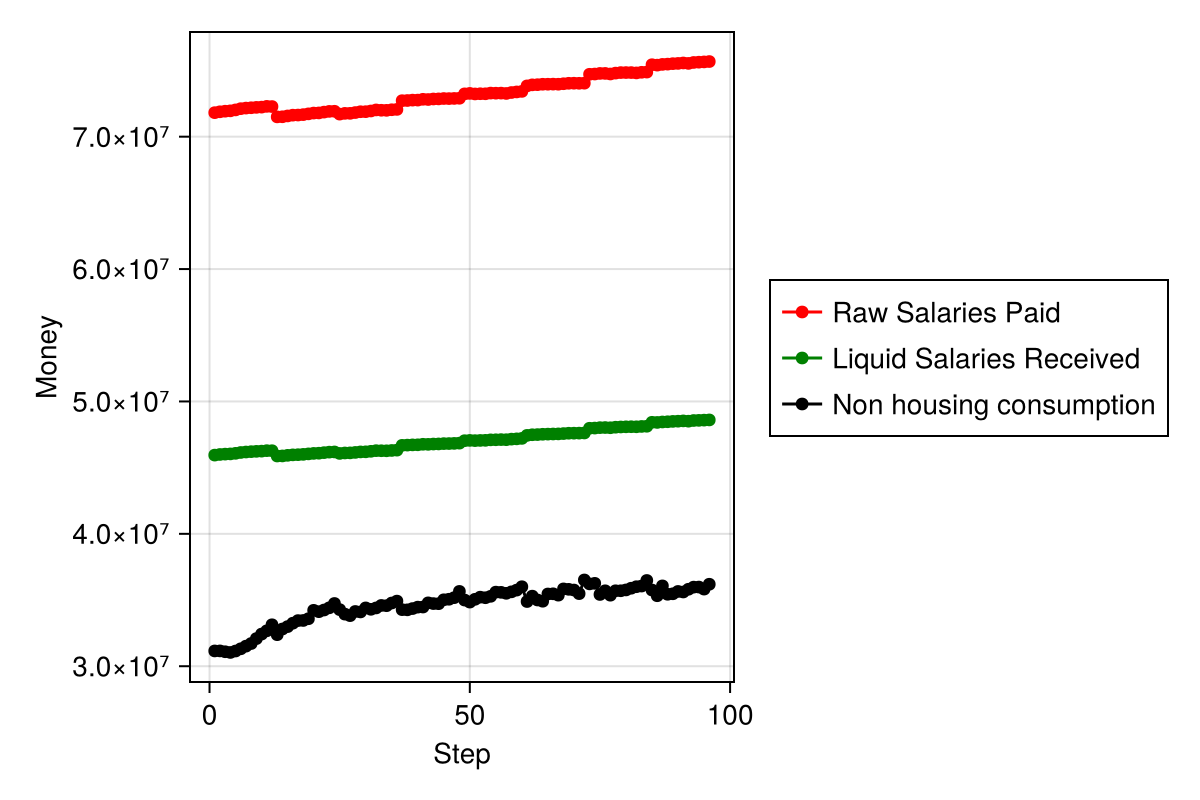 7.0×10⁷
6.0×10⁷
5.0×10⁷
4.0×10⁷
3.0×10⁷
Money
0 50 100
Step
Raw Salaries Paid
Liquid Salaries Received
Non housing consumption